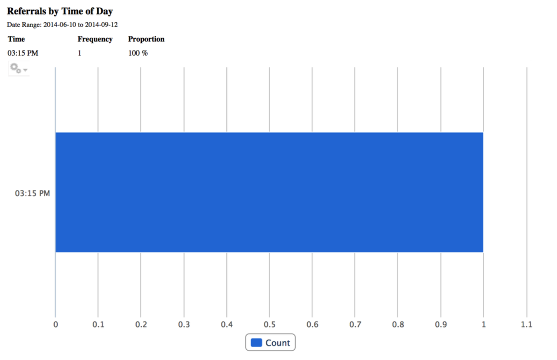 Referrals by Time of Day
Date Range: 2014-06-10 to 2014-09-12
Time Frequency Proportion
03:15 PM 1 100 %
03:15 PM
0 0.1 0.2 0.3 0.4 0.5 0.6 0.7 0.8 0.9 1 1.1
Count